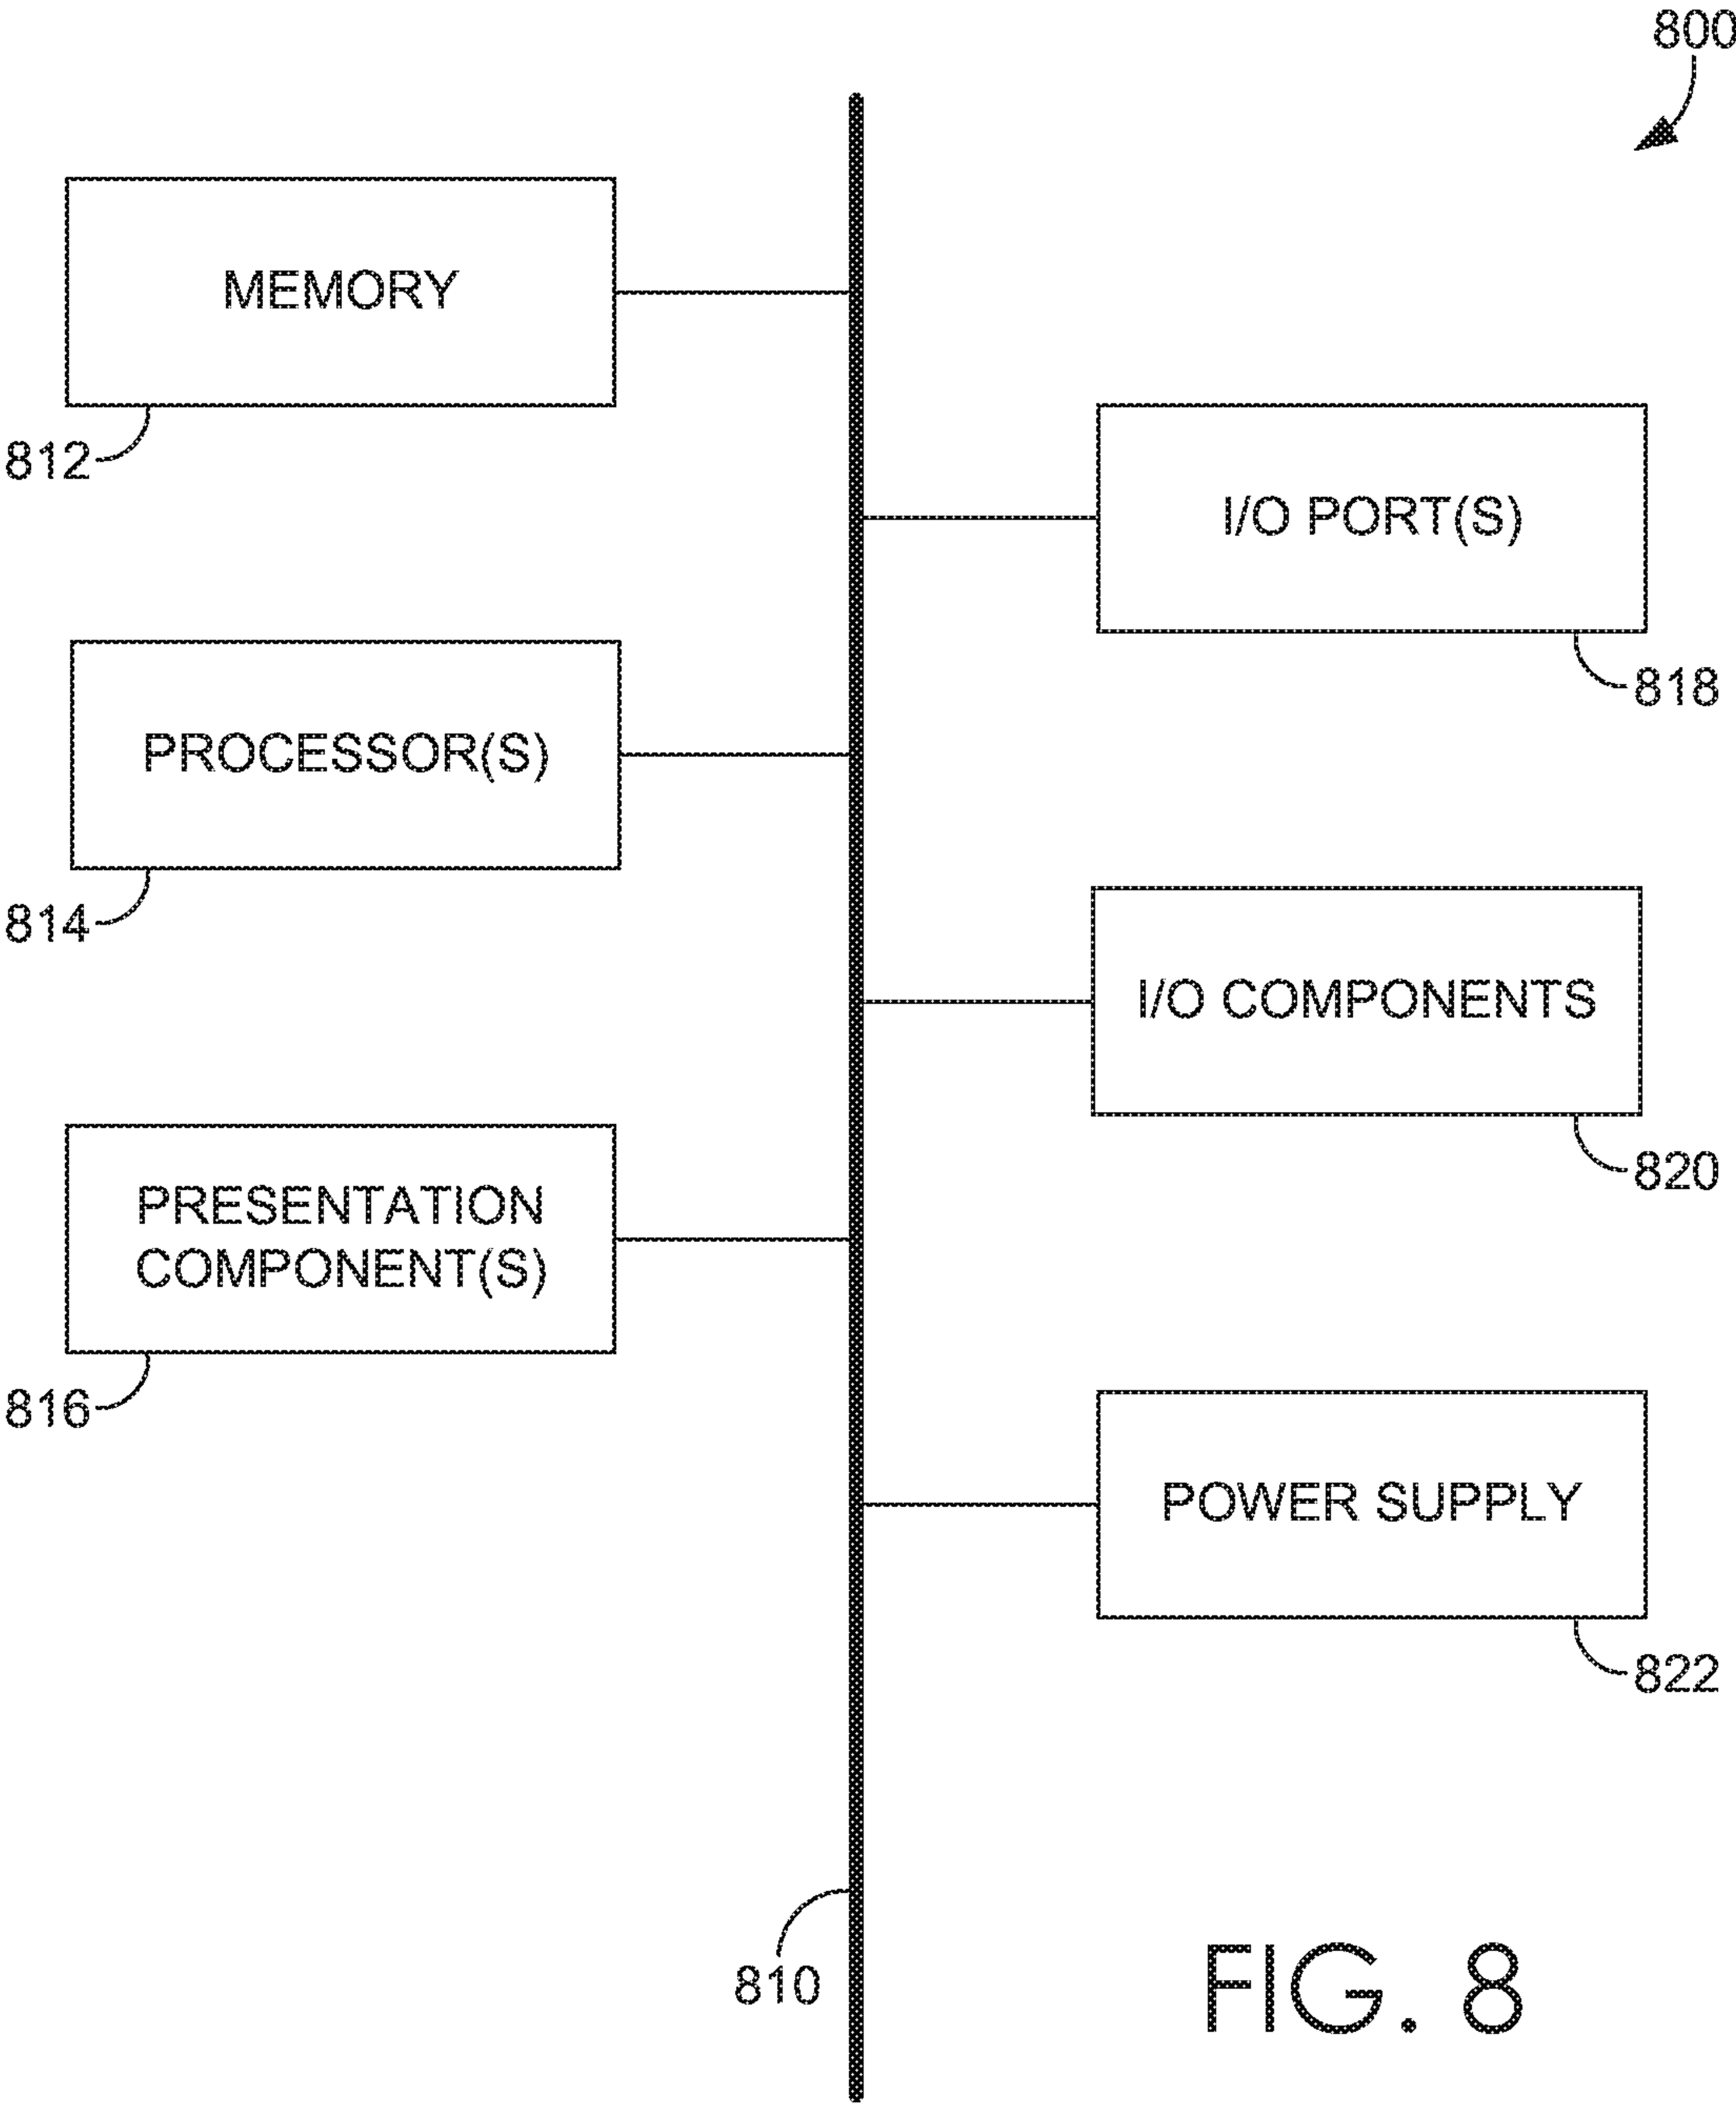 800
MEMORY
812
I/O PORT(S)
818
PROCESSOR(S)
814
I/O COMPONENTS
820
PRESENTATION
COMPONENT(S)
816
POWER SUPPLY
822
810
FIG. 8